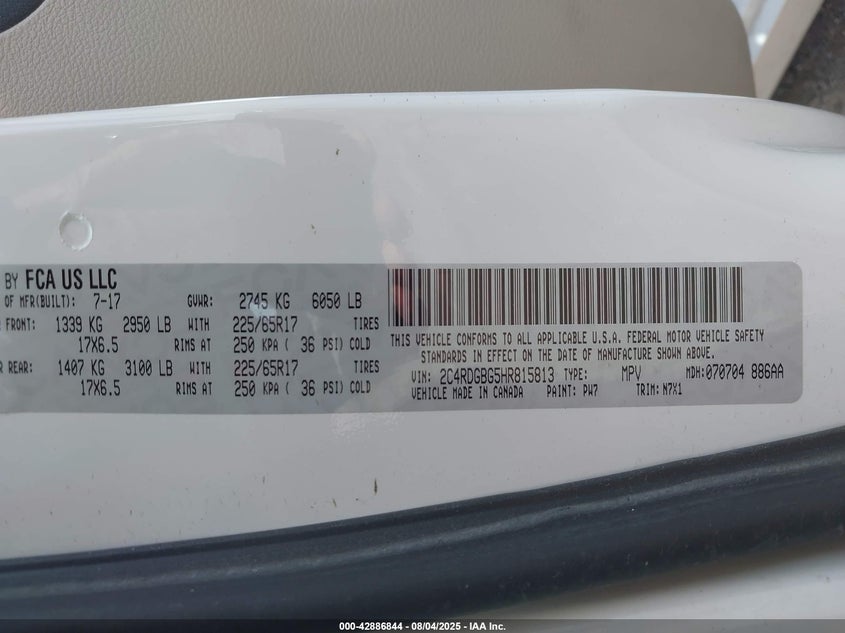 BY FCA US LLC
OF MFR(BUILT): 7-17 GVWR: 2745 KG 6050 LB
FRONT: 1339 KG 2950 LB WITH 225/65R17 TIRES
17X6.5 RIMS AT 250 KPA ( 36 PSI) COLD
REAR: 1407 KG 3100 LB WITH 225/65R17 TIRES
17X6.5 RIMS AT 250 KPA ( 36 PSI) COLD
THIS VEHICLE CONFORMS TO ALL APPLICABLE U.S.A. FEDERAL MOTOR VEHICLE SAFETY
STANDARDS IN EFFECT ON THE DATE OF MANUFACTURE SHOWN ABOVE.
VIN: 2C4RDGBG5HR815813 TYPE: MPV MDH: 070704 886AA
VEHICLE MADE IN CANADA PAINT: PW7 TRIM: N7X1
000-42886844 - 08/04/2025 - IAA Inc.